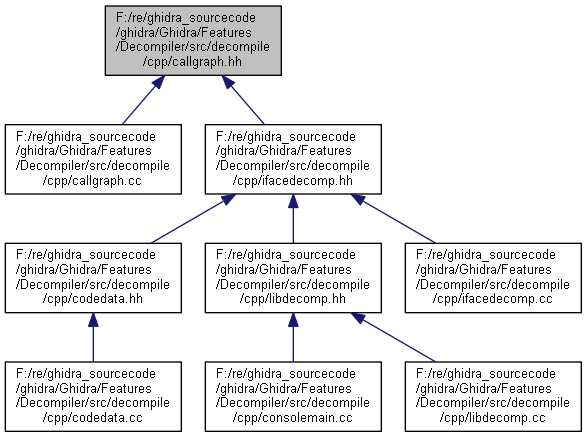 F:/re/ghidra_sourcecode
/ghidra/Ghidra/Features
/Decompiler/src/decompile
/cpp/callgraph.hh
F:/re/ghidra_sourcecode
/ghidra/Ghidra/Features
/Decompiler/src/decompile
/cpp/callgraph.cc
F:/re/ghidra_sourcecode
/ghidra/Ghidra/Features
/Decompiler/src/decompile
/cpp/ifacedecomp.hh
F:/re/ghidra_sourcecode
/ghidra/Ghidra/Features
/Decompiler/src/decompile
/cpp/codedata.hh
F:/re/ghidra_sourcecode
/ghidra/Ghidra/Features
/Decompiler/src/decompile
/cpp/libdecomp.hh
F:/re/ghidra_sourcecode
/ghidra/Ghidra/Features
/Decompiler/src/decompile
/cpp/ifacedecomp.cc
F:/re/ghidra_sourcecode
/ghidra/Ghidra/Features
/Decompiler/src/decompile
/cpp/codedata.cc
F:/re/ghidra_sourcecode
/ghidra/Ghidra/Features
/Decompiler/src/decompile
/cpp/consolemain.cc
F:/re/ghidra_sourcecode
/ghidra/Ghidra/Features
/Decompiler/src/decompile
/cpp/libdecomp.cc